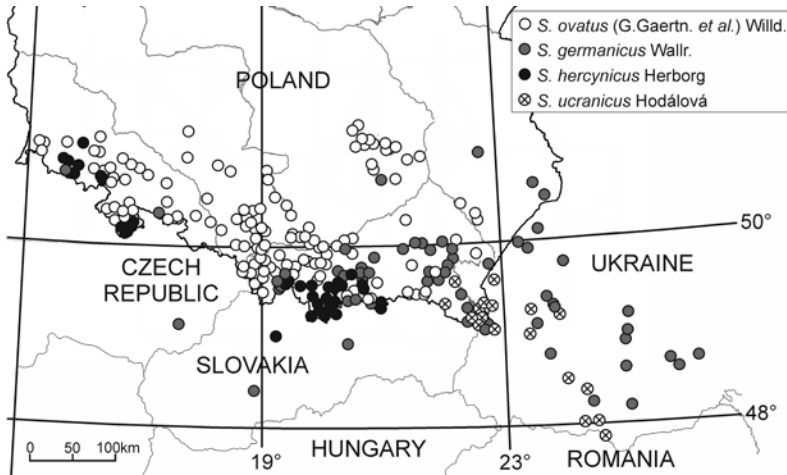 S. ovatus (G.Gaertn. et al.) Willd.
S. germanicus Wallr.
S. hercynicus Herborg
S. ucranicus Hodálová
POLAND
50°
CZECH
REPUBLIC
UKRAINE
SLOVAKIA
48°
0 50 100km
19°
HUNGARY
23°
ROMANIA